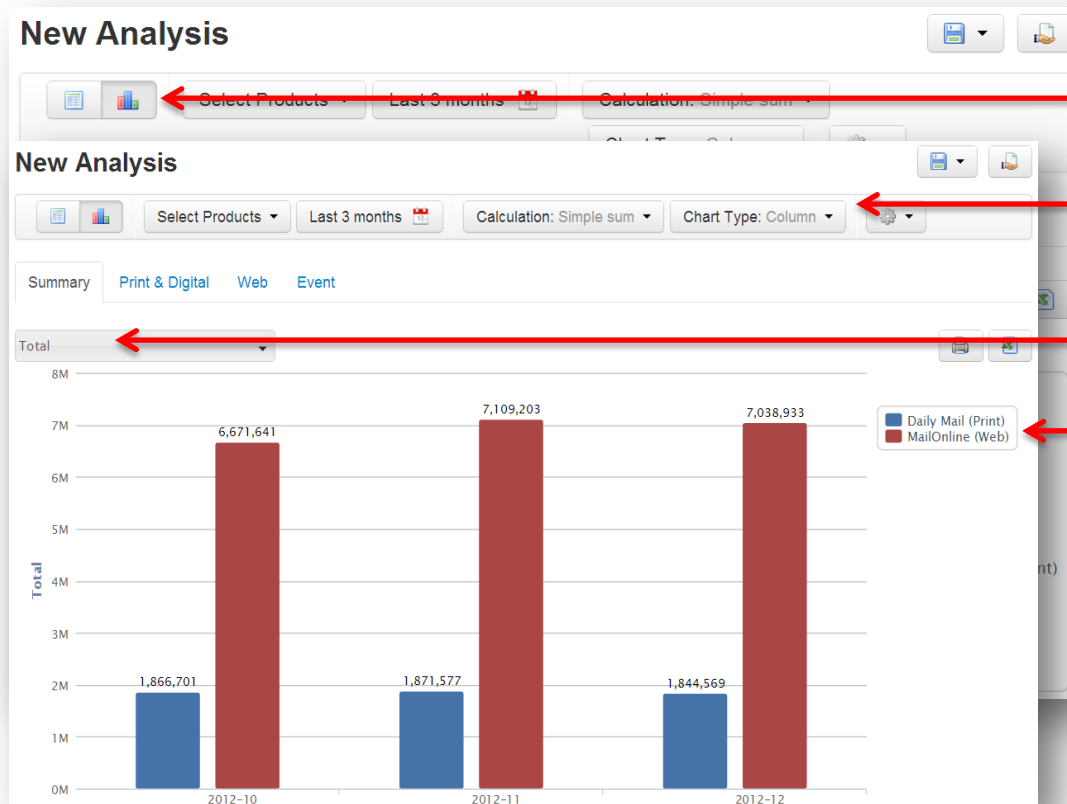 New Analysis
Select Products Last 3 months Calculation: Simple sum
New Analysis
Select Products Last 3 months Calculation: Simple sum Chart Type: Column
Summary Print & Digital Web Event
Total
8M
7M
6M
5M
4M
3M
2M
1M
0M
Total
6,671,641
7,109,203
7,038,933
1,866,701
1,871,577
1,844,569
2012-10 2012-11 2012-12
Daily Mail (Print)
MailOnline (Web)
nt)